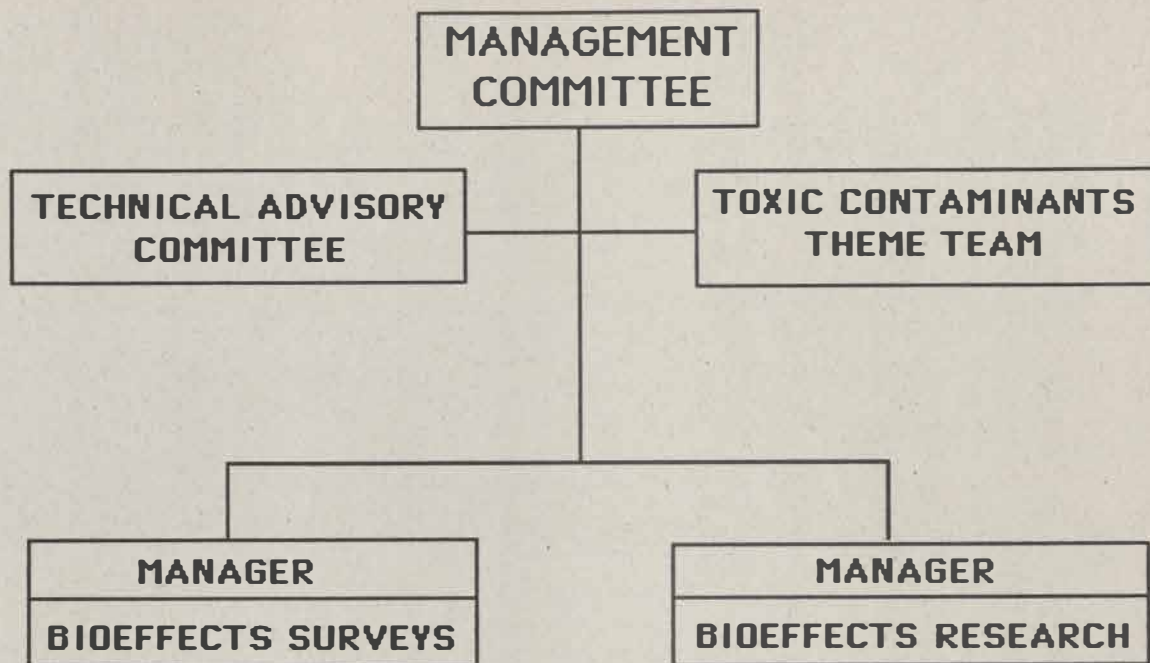 MANAGEMENT
COMMITTEE
TECHNICAL ADVISORY
COMMITTEE
TOXIC CONTAMINANTS
THEME TEAM
MANAGER
BIOEFFECTS SURVEYS
MANAGER
BIOEFFECTS RESEARCH